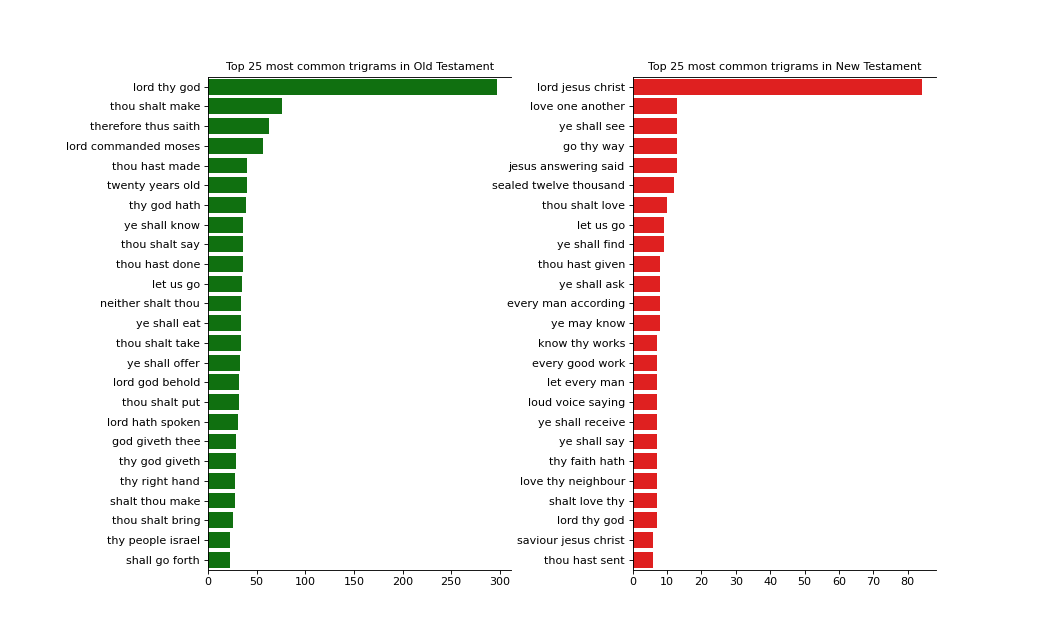 Top 25 most common trigrams in Old Testament
lord thy god
thou shalt make
therefore thus saith
lord commanded moses
thou hast made
twenty years old
thy god hath
ye shall know
thou shalt say
thou hast done
let us go
neither shalt thou
ye shall eat
thou shalt take
ye shall offer
lord god behold
thou shalt put
lord hath spoken
god giveth thee
thy god giveth
thy right hand
shalt thou make
thou shalt bring
thy people israel
shall go forth
0 50 100 150 200 250 300
Top 25 most common trigrams in New Testament
lord jesus christ
love one another
ye shall see
go thy way
jesus answering said
sealed twelve thousand
thou shalt love
let us go
ye shall find
thou hast given
ye shall ask
every man according
ye may know
know thy works
every good work
let every man
loud voice saying
ye shall receive
ye shall say
thy faith hath
love thy neighbour
shalt love thy
lord thy god
saviour jesus christ
thou hast sent
0 10 20 30 40 50 60 70 80